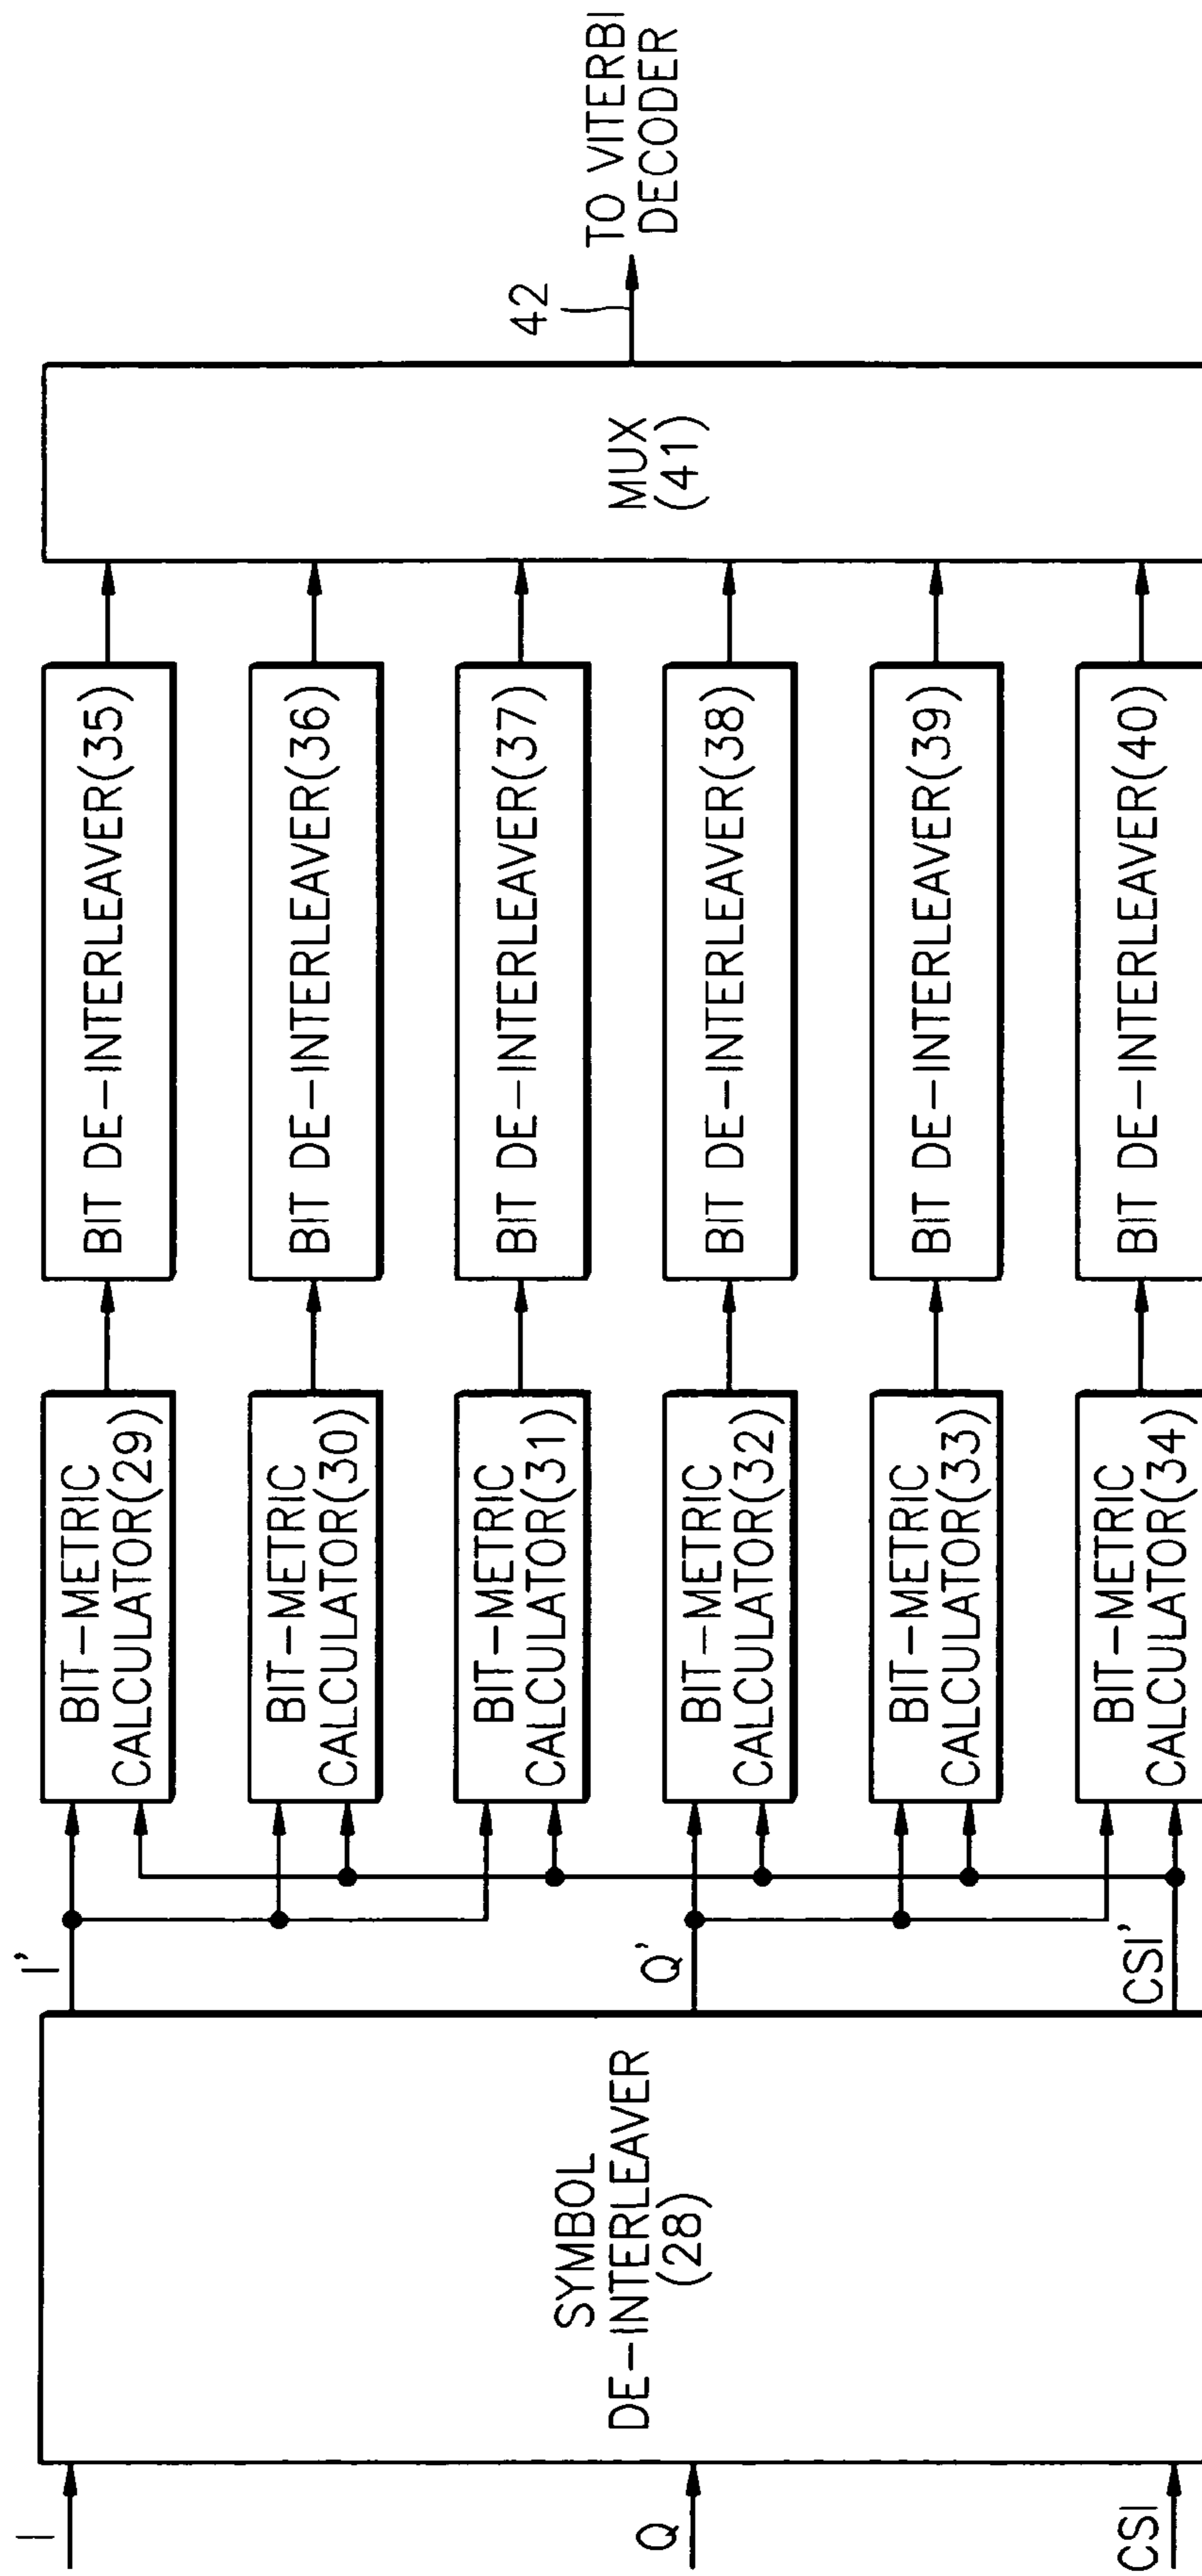 I
Q
CSI
SYMBOL
DE-INTERLEAVER
(28)
I'
Q'
CSI'
BIT-METRIC
CALCULATOR(29)
BIT-METRIC
CALCULATOR(30)
BIT-METRIC
CALCULATOR(31)
BIT-METRIC
CALCULATOR(32)
BIT-METRIC
CALCULATOR(33)
BIT-METRIC
CALCULATOR(34)
BIT DE-INTERLEAVER(35)
BIT DE-INTERLEAVER(36)
BIT DE-INTERLEAVER(37)
BIT DE-INTERLEAVER(38)
BIT DE-INTERLEAVER(39)
BIT DE-INTERLEAVER(40)
MUX
(41)
42
TO VITERBI
DECODER